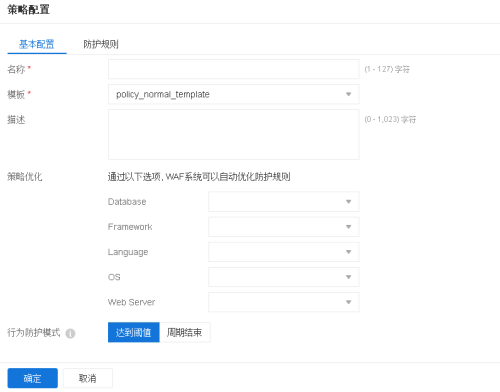 策略配置
基本配置 防护规则
名称 * (1 - 127) 字符
模板 * policy_normal_template
描述 (0 - 1,023) 字符
策略优化 通过以下选项, WAF系统可以自动优化防护规则
Database
Framework
Language
OS
Web Server
行为防护模式 i 达到阈值 周期结束
确定 取消